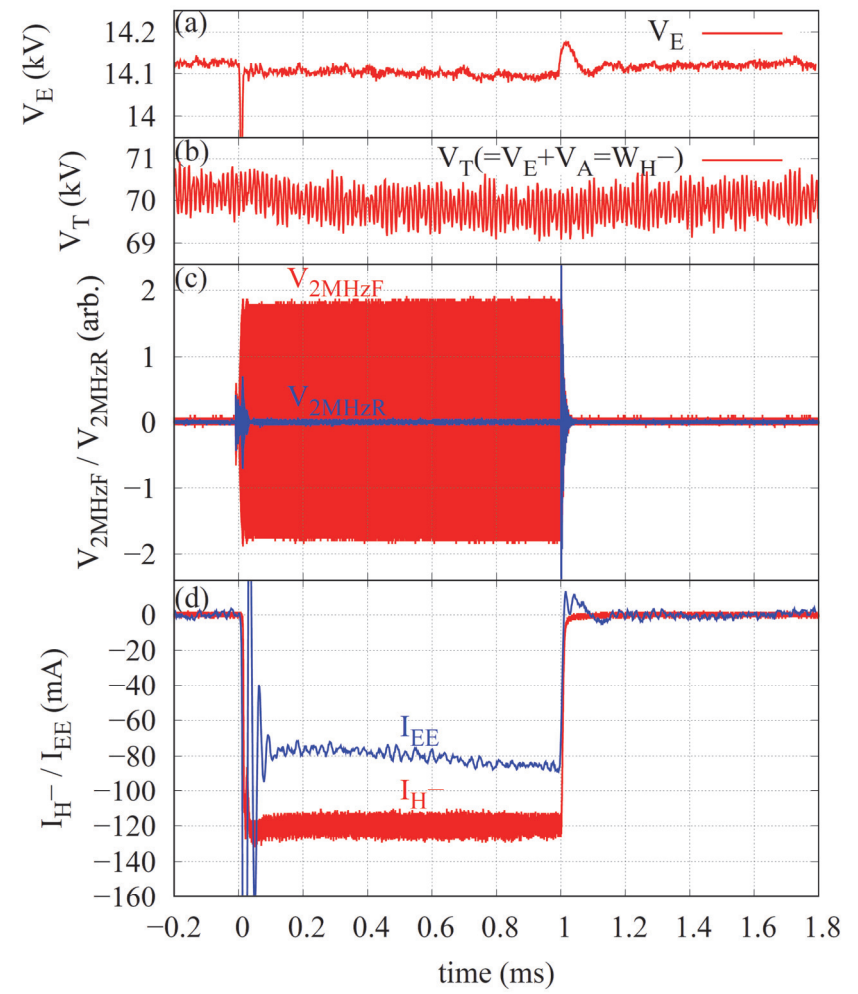 (a)
V_E
14.2
14.1
14
V_E (kV)
(b)
V_T(=V_E+V_A=W_H−)
71
70
69
V_T (kV)
(c)
V_2MHzF
V_2MHzR
2
1
0
−1
−2
V_2MHzF / V_2MHzR (arb.)
(d)
I_EE
I_H−
0
−20
−40
−60
−80
−100
−120
−140
−160
I_H− / I_EE (mA)
−0.2 0 0.2 0.4 0.6 0.8 1 1.2 1.4 1.6 1.8
time (ms)